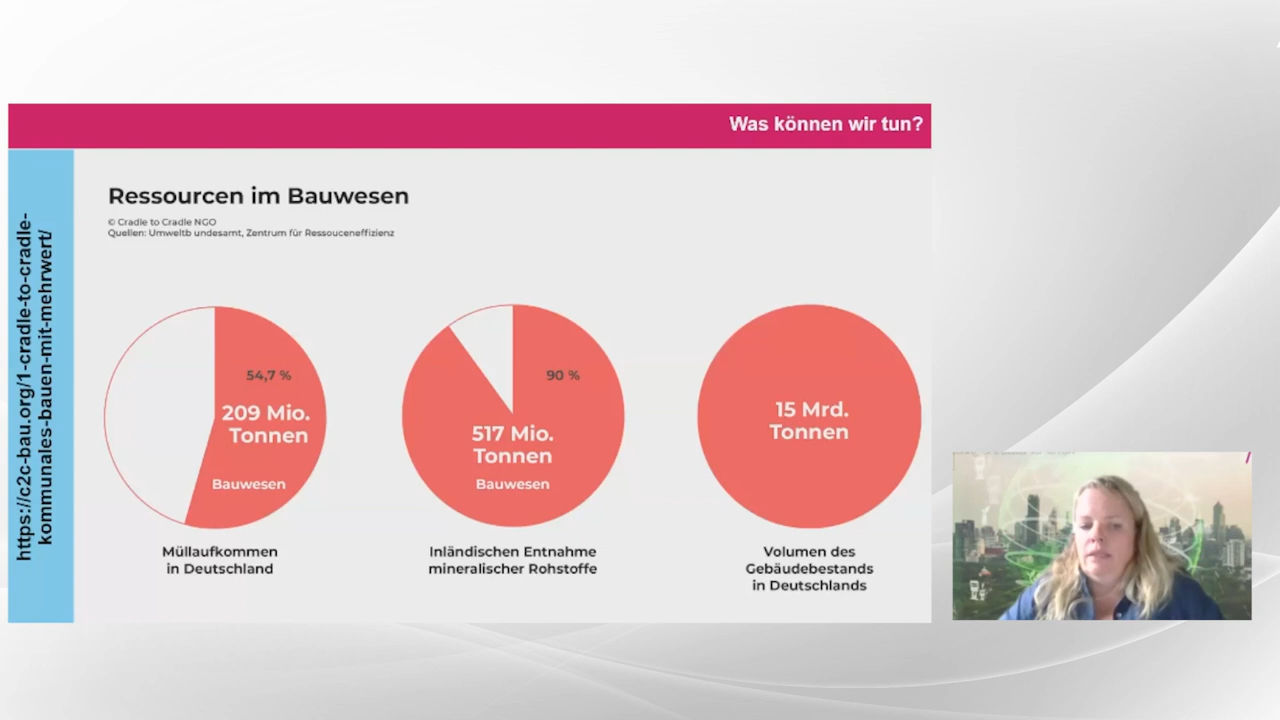 Was können wir tun?
https://c2c-bau.org/1-cradle-to-cradle-
kommunales-bauen-mit-mehrwert/
Ressourcen im Bauwesen
© Cradle to Cradle NGO
Quellen: Umweltb undesamt, Zentrum für Ressouceneffizienz
54,7 %
209 Mio.
Tonnen
Bauwesen
Müllaufkommen
in Deutschland
90 %
517 Mio.
Tonnen
Bauwesen
Inländischen Entnahme
mineralischer Rohstoffe
15 Mrd.
Tonnen
Volumen des
Gebäudebestands
in Deutschlands